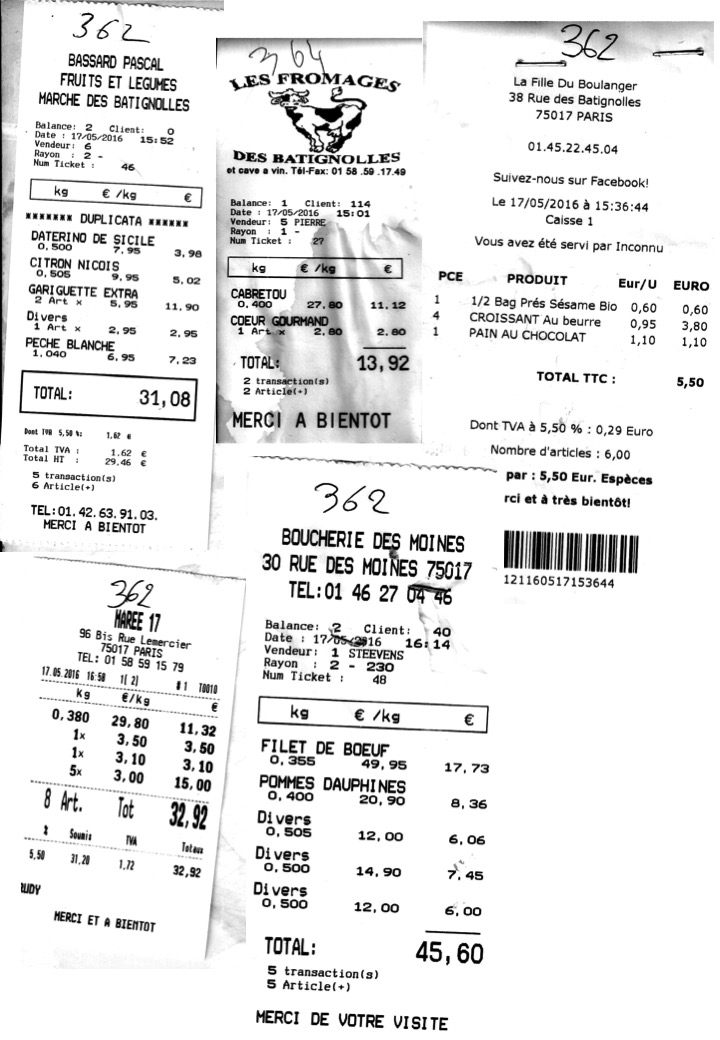 362
BASSARD PASCAL
FRUITS ET LEGUMES
MARCHE DES BATIGNOLLES
Balance: 2 Client: 0
Date : 17/05/2016 15:52
Vendeur: 6
Rayon : 2 -
Num Ticket : 46
kg € /kg €
******* DUPLICATA ******
DATERINO DE SICILE
0,500 7,95 3,98
CITRON NICOIS
0,505 9,95 5,02
GARIGUETTE EXTRA
2 Art x 5,95 11,90
Divers
1 Art x 2,95 2,95
PECHE BLANCHE
1,040 6,95 7,23
TOTAL: 31,08
Dont TVA 5,50 %: 1,62 €
Total TVA : 1.62 €
Total HT : 29.46 €
5 transaction(s)
6 Article(+)
TEL:01.42.63.91.03.
MERCI A BIENTOT
364
LES FROMAGES
DES BATIGNOLLES
et cave a vin. Tél-Fax: 01 58 .59 .17.49
Balance: 1 Client: 114
Date : 17/05/2016 15:01
Vendeur: 5 PIERRE
Rayon : 1 -
Num Ticket : 27
kg € /kg €
CABRETOU
0,400 27,80 11,12
COEUR GOURMAND
1 Art x 2,80 2,80
TOTAL: 13,92
2 transaction(s)
2 Article(+)
MERCI A BIENTOT
362
La Fille Du Boulanger
38 Rue des Batignolles
75017 PARIS
01.45.22.45.04
Suivez-nous sur Facebook!
Le 17/05/2016 à 15:36:44
Caisse 1
Vous avez été servi par Inconnu
PCE PRODUIT Eur/U EURO
1 1/2 Bag Prés Sésame Bio 0,60 0,60
4 CROISSANT Au beurre 0,95 3,80
1 PAIN AU CHOCOLAT 1,10 1,10
TOTAL TTC : 5,50
Dont TVA à 5,50 % : 0,29 Euro
Nombre d'articles : 6,00
par : 5,50 Eur. Espèces
rci et à très bientôt!
121160517153644
362
MAREE 17
96 Bis Rue Lemercier
75017 PARIS
TEL: 01 58 59 15 79
17.05.2016 16:58 1( 2) # 1 T0010
kg €/kg €
0,380 29,80 11,32
1x 3,50 3,50
1x 3,10 3,10
5x 3,00 15,00
8 Art. Tot 32,92
% Soumis TVA Totaux
5,50 31,20 1,72 32,92
RUDY
MERCI ET A BIENTOT
362
BOUCHERIE DES MOINES
30 RUE DES MOINES 75017
TEL:01 46 27 04 46
Balance: 2 Client: 40
Date : 17/05/2016 16:14
Vendeur: 1 STEEVENS
Rayon : 2 - 230
Num Ticket : 48
kg € /kg €
FILET DE BOEUF
0,355 49,95 17,73
POMMES DAUPHINES
0,400 20,90 8,36
Divers
0,505 12,00 6,06
Divers
0,500 14,90 7,45
Divers
0,500 12,00 6,00
TOTAL: 45,60
5 transaction(s)
5 Article(+)
MERCI DE VOTRE VISITE